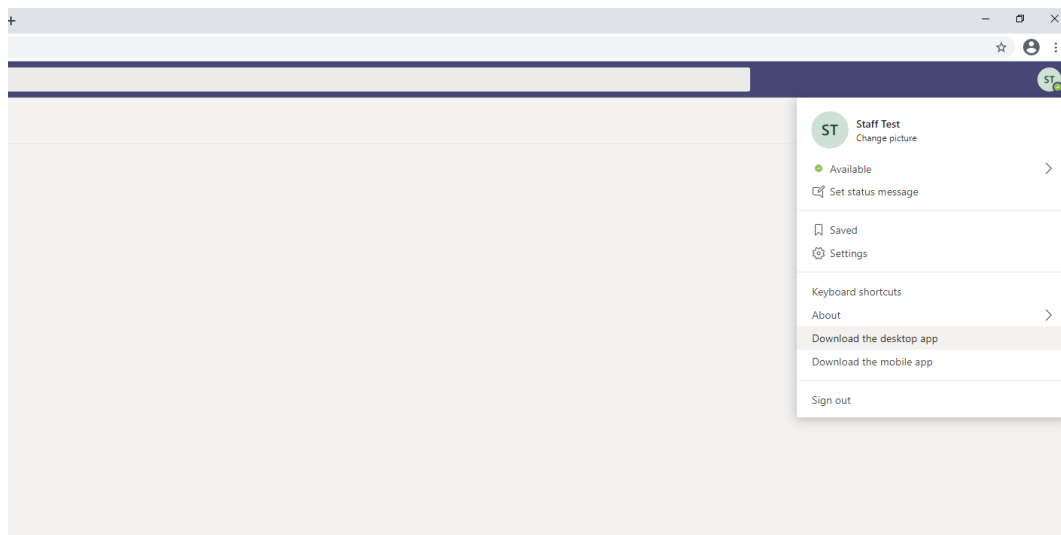 ST
ST
Staff Test
Change picture
Available
Set status message
Saved
Settings
Keyboard shortcuts
About
Download the desktop app
Download the mobile app
Sign out